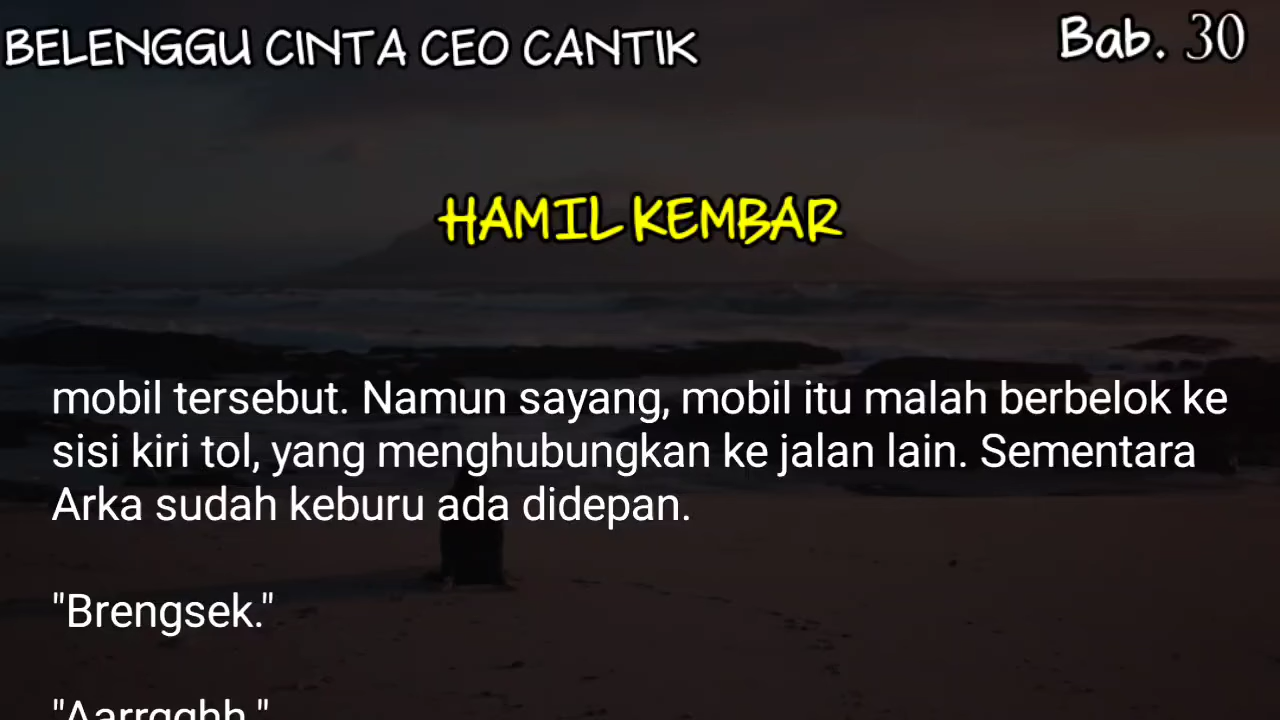 BELENGGU CINTA CEO CANTIK
Bab. 30
HAMIL KEMBAR
mobil tersebut. Namun sayang, mobil itu malah berbelok ke
sisi kiri tol, yang menghubungkan ke jalan lain. Sementara
Arka sudah keburu ada didepan.
"Brengsek."
"Aarrgghh."